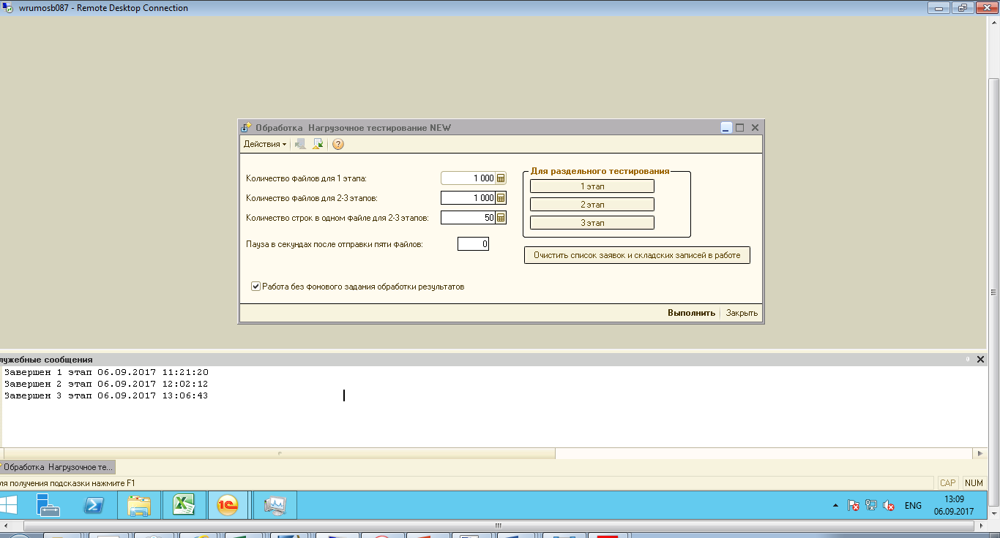 wrumosb087 - Remote Desktop Connection
Обработка Нагрузочное тестирование NEW
Действия
Количество файлов для 1 этапа: 1 000
Количество файлов для 2-3 этапов: 1 000
Количество строк в одном файле для 2-3 этапов: 50
Пауза в секундах после отправки пяти файлов: 0
Для раздельного тестирования
1 этап
2 этап
3 этап
Очистить список заявок и складских записей в работе
Работа без фонового задания обработки результатов
Выполнить Закрыть
лужебные сообщения
Завершен 1 этап 06.09.2017 11:21:20
Завершен 2 этап 06.09.2017 12:02:12
Завершен 3 этап 06.09.2017 13:06:43
Обработка Нагрузочное те...
ля получения подсказки нажмите F1
CAP NUM
1С
ENG
13:09
06.09.2017